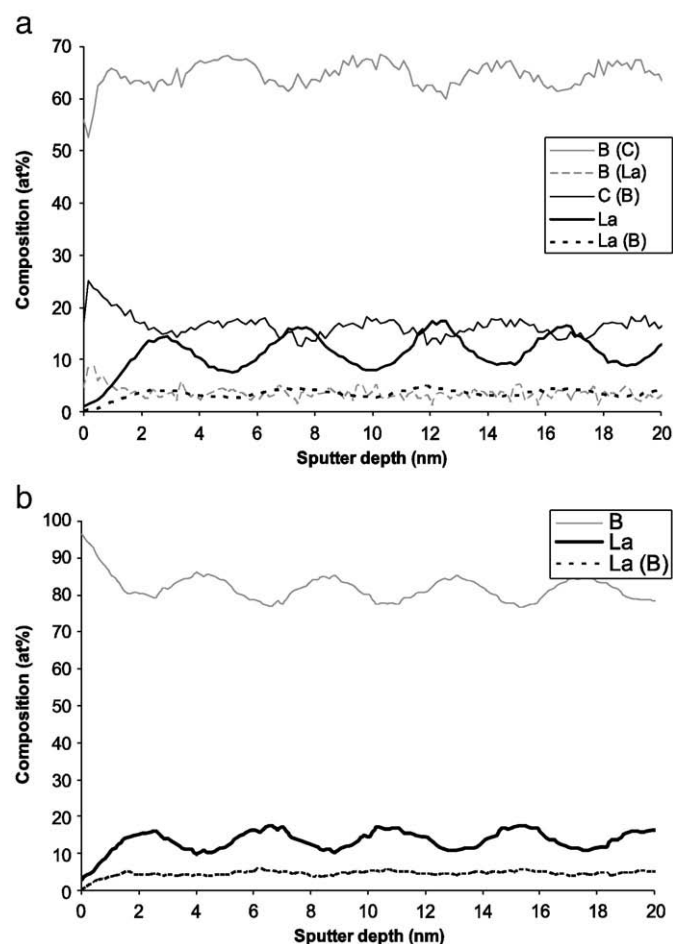 a
70
60
50
40
30
20
10
0
Composition (at%)
B (C)
B (La)
C (B)
La
La (B)
0 2 4 6 8 10 12 14 16 18 20
Sputter depth (nm)
b
100
90
80
70
60
50
40
30
20
10
0
Composition (at%)
B
La
La (B)
0 2 4 6 8 10 12 14 16 18 20
Sputter depth (nm)